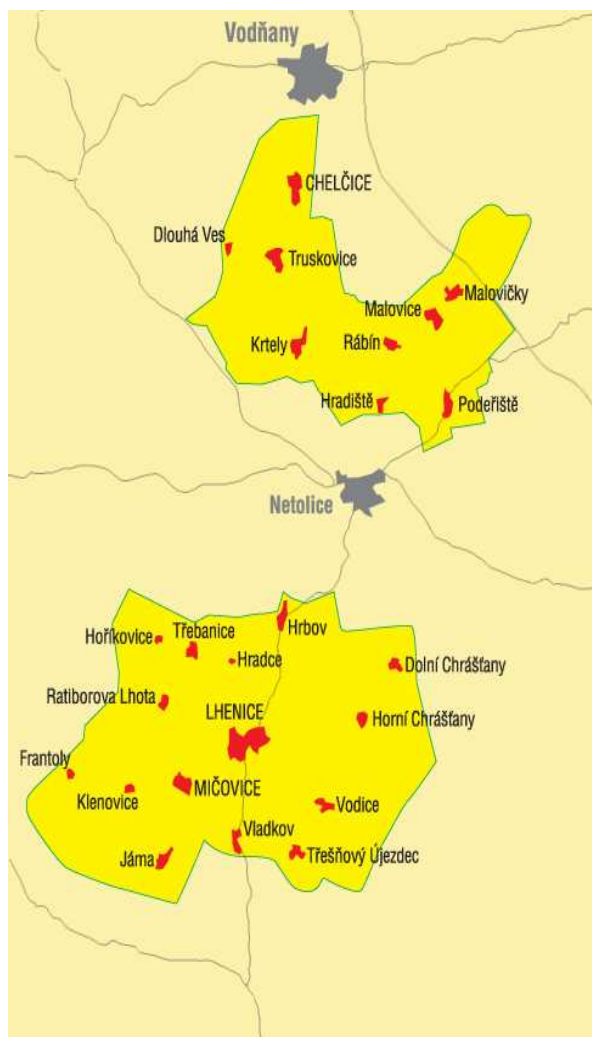 Vodňany
CHELČICE
Dlouhá Ves
Truskovice
Malovičky
Malovice
Krtely
Rábín
Hradiště
Podeřiště
Netolice
Hrbov
Třebanice
Hoříkovice
Hradce
Dolní Chrášťany
Ratiborova Lhota
LHENICE
Horní Chrášťany
Frantoly
Klenovice
MIČOVICE
Vodice
Vladkov
Jáma
Třešňový Újezdec